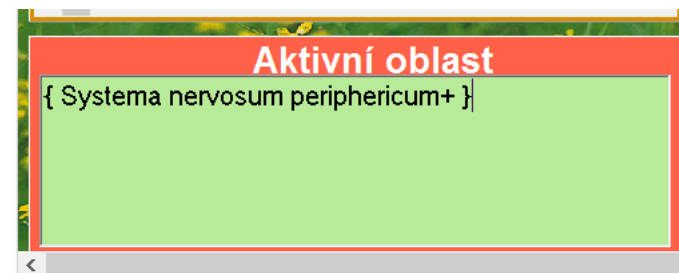 Aktivní oblast
{ Systema nervosum periphericum+ }